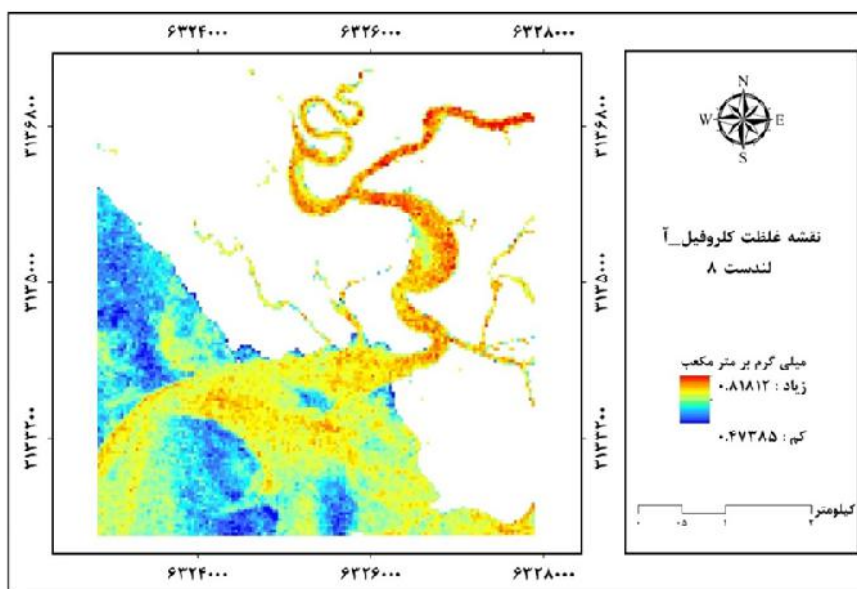 ۶۳۲۴۰۰۰ ۶۳۲۶۰۰۰ ۶۳۲۸۰۰۰
۳۱۳۶۸۰۰ ۳۱۳۶۸۰۰
۳۱۳۵۰۰۰ ۳۱۳۵۰۰۰
۳۱۳۳۲۰۰ ۳۱۳۳۲۰۰
۶۳۲۴۰۰۰ ۶۳۲۶۰۰۰ ۶۳۲۸۰۰۰
N
W E
S
نقشه غلظت کلروفیل_آ
لندست ۸
میلی گرم بر متر مکعب
زیاد : ۰.۸۱۸۱۲
کم : ۰.۴۷۳۸۵
۰ ۰.۵ ۱ ۲ کیلومتر